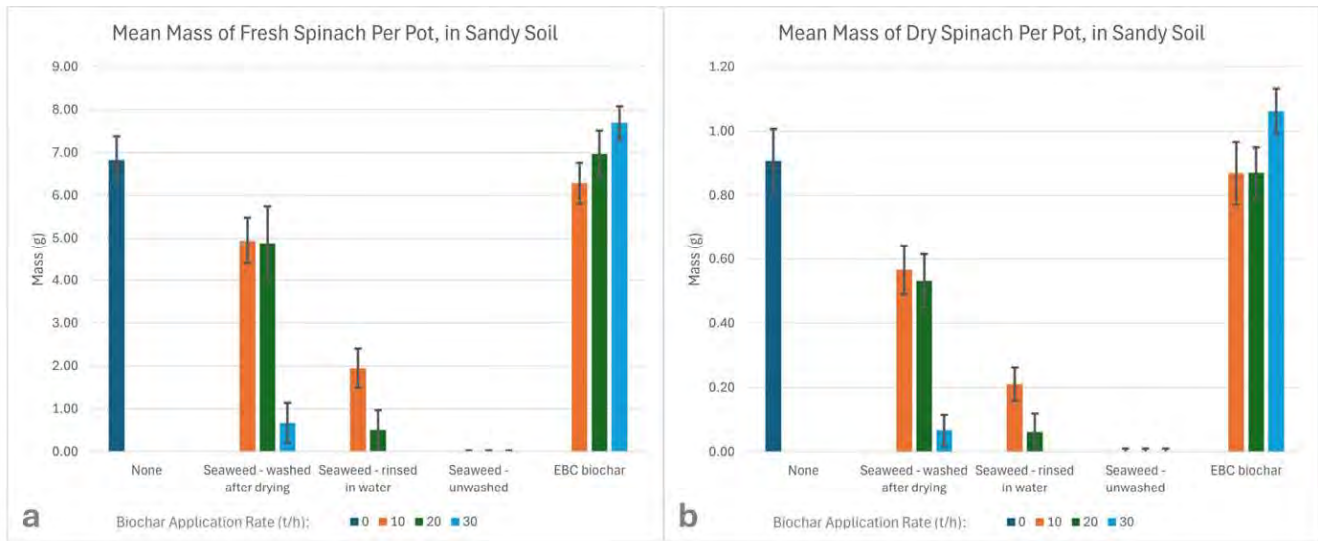 Mean Mass of Fresh Spinach Per Pot, in Sandy Soil
9.00
8.00
7.00
6.00
5.00
4.00
3.00
2.00
1.00
0.00
Mass (g)
None
Seaweed - washed
after drying
Seaweed - rinsed
in water
Seaweed -
unwashed
EBC biochar
a
Biochar Application Rate (t/h): 0 10 20 30
Mean Mass of Dry Spinach Per Pot, in Sandy Soil
1.20
1.00
0.80
0.60
0.40
0.20
0.00
Mass (g)
None
Seaweed - washed
after drying
Seaweed - rinsed
in water
Seaweed -
unwashed
EBC biochar
b
Biochar Application Rate (t/h): 0 10 20 30